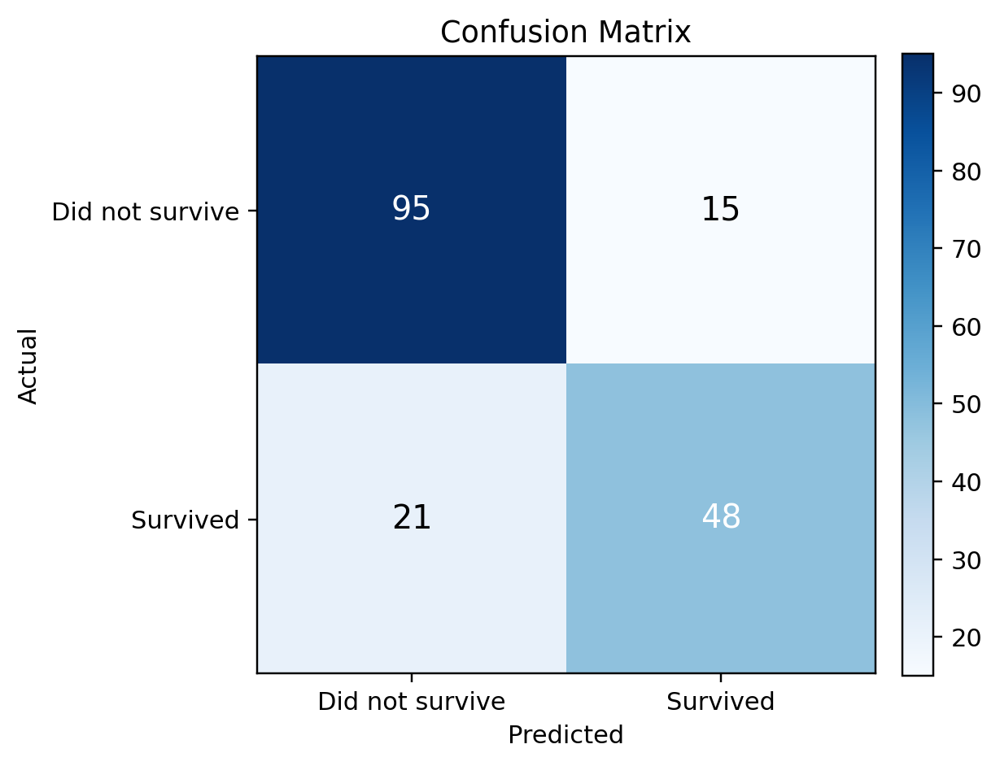 Confusion Matrix
Did not survive
95
15
Survived
21
48
Actual
Did not survive
Survived
Predicted
90
80
70
60
50
40
30
20